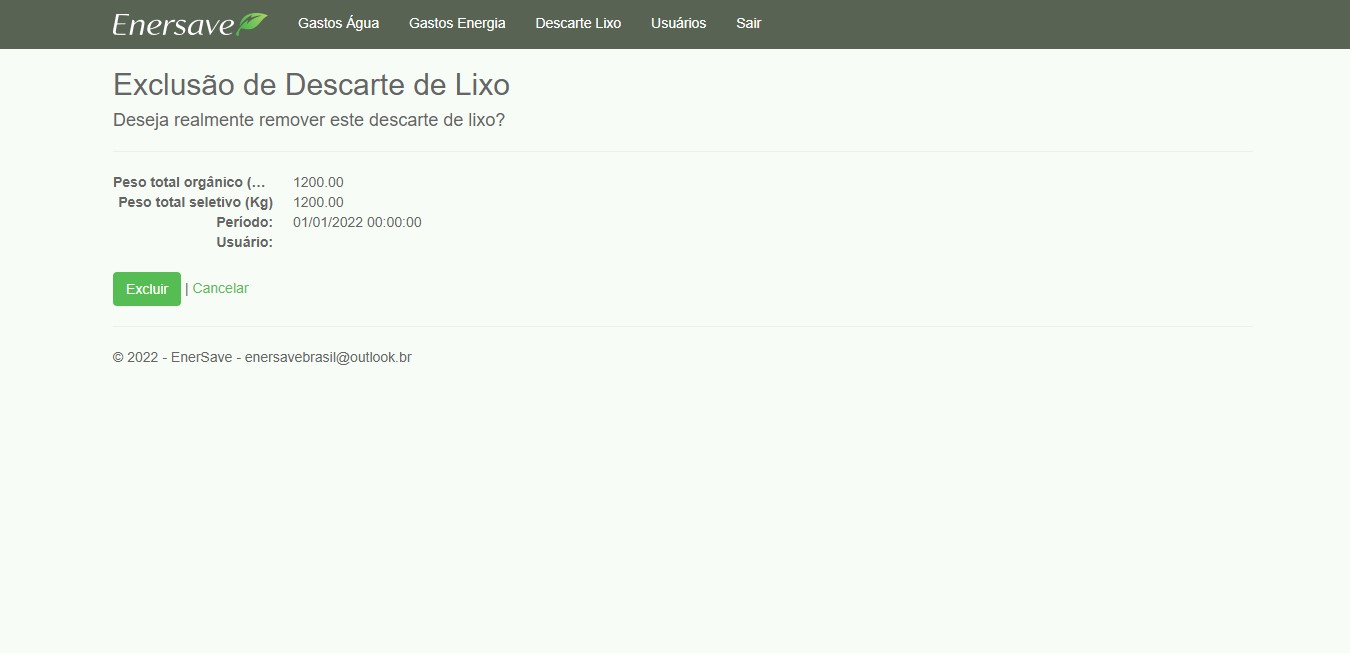 Enersave Gastos Água Gastos Energia Descarte Lixo Usuários Sair
Exclusão de Descarte de Lixo
Deseja realmente remover este descarte de lixo?
Peso total orgânico (... 1200.00
Peso total seletivo (Kg) 1200.00
Período: 01/01/2022 00:00:00
Usuário:
Excluir | Cancelar
© 2022 - EnerSave - enersavebrasil@outlook.br